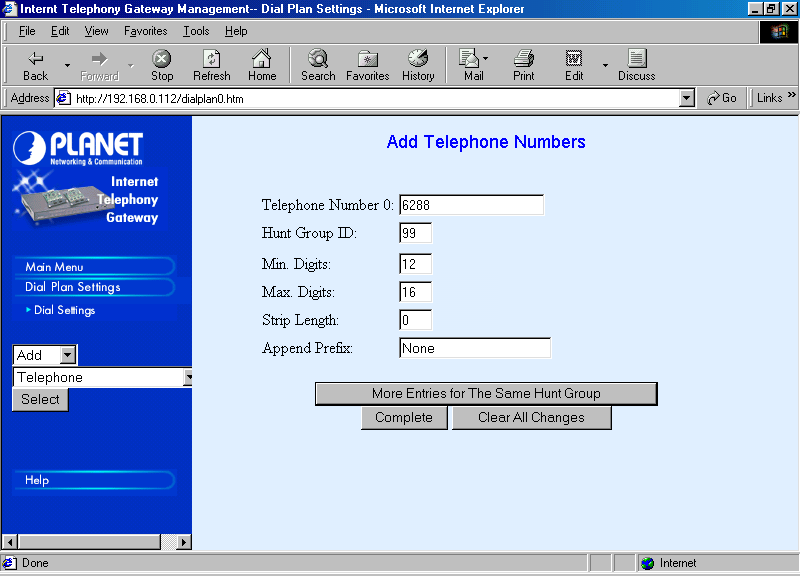 Internt Telephony Gateway Management-- Dial Plan Settings - Microsoft Internet Explorer
File Edit View Favorites Tools Help
Back Forward Stop Refresh Home Search Favorites History Mail Print Edit Discuss
Address http://192.168.0.112/dialplan0.htm Go Links »
PLANET
Networking & Communication
Internet
Telephony
Gateway
Main Menu
Dial Plan Settings
Dial Settings
Add
Telephone
Select
Help
Add Telephone Numbers
Telephone Number 0: 6288
Hunt Group ID: 99
Min. Digits: 12
Max. Digits: 16
Strip Length: 0
Append Prefix: None
More Entries for The Same Hunt Group
Complete Clear All Changes
Done Internet